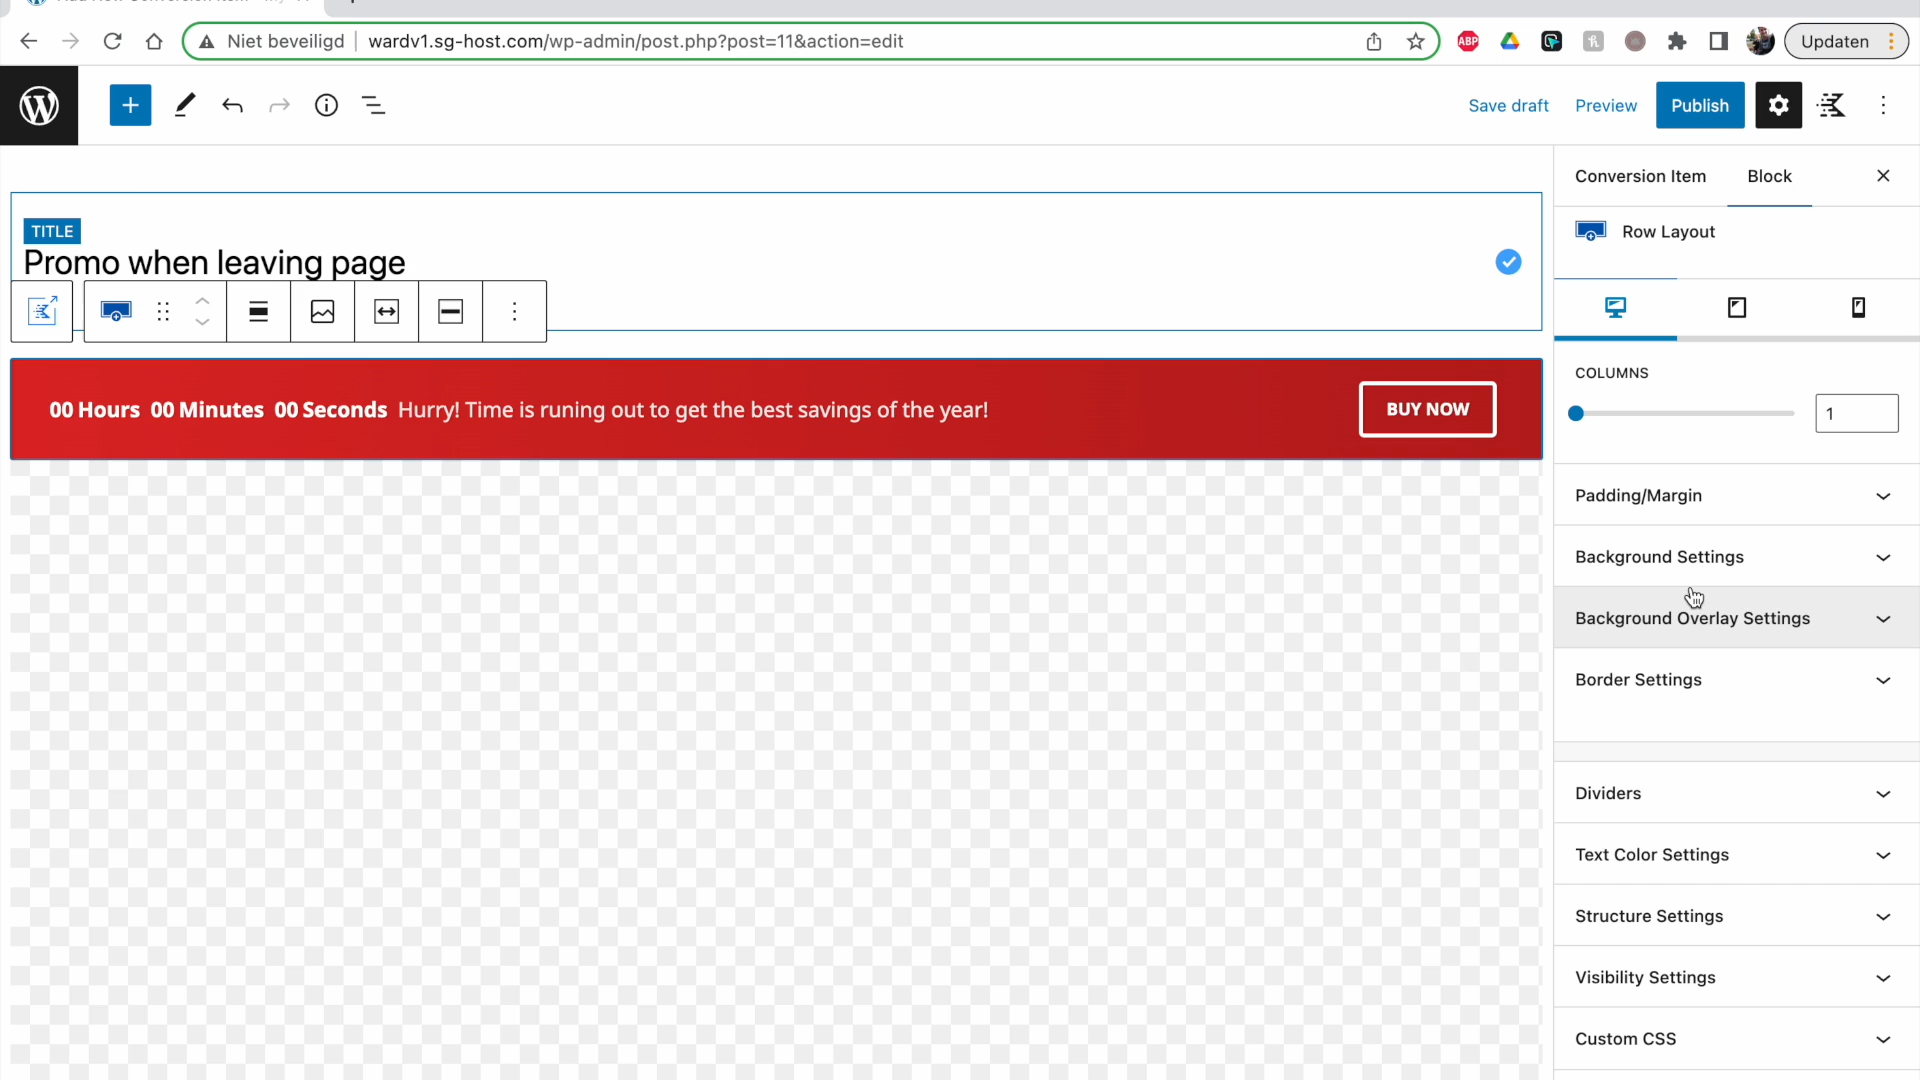 Niet beveiligd
wardv1.sg-host.com/wp-admin/post.php?post=11&action=edit
ABP
Updaten
Save draft
Preview
Publish
Conversion Item
Block
Row Layout
TITLE
Promo when leaving page
COLUMNS
1
00 Hours 00 Minutes 00 Seconds Hurry! Time is runing out to get the best savings of the year!
BUY NOW
Padding/Margin
Background Settings
Background Overlay Settings
Border Settings
Dividers
Text Color Settings
Structure Settings
Visibility Settings
Custom CSS